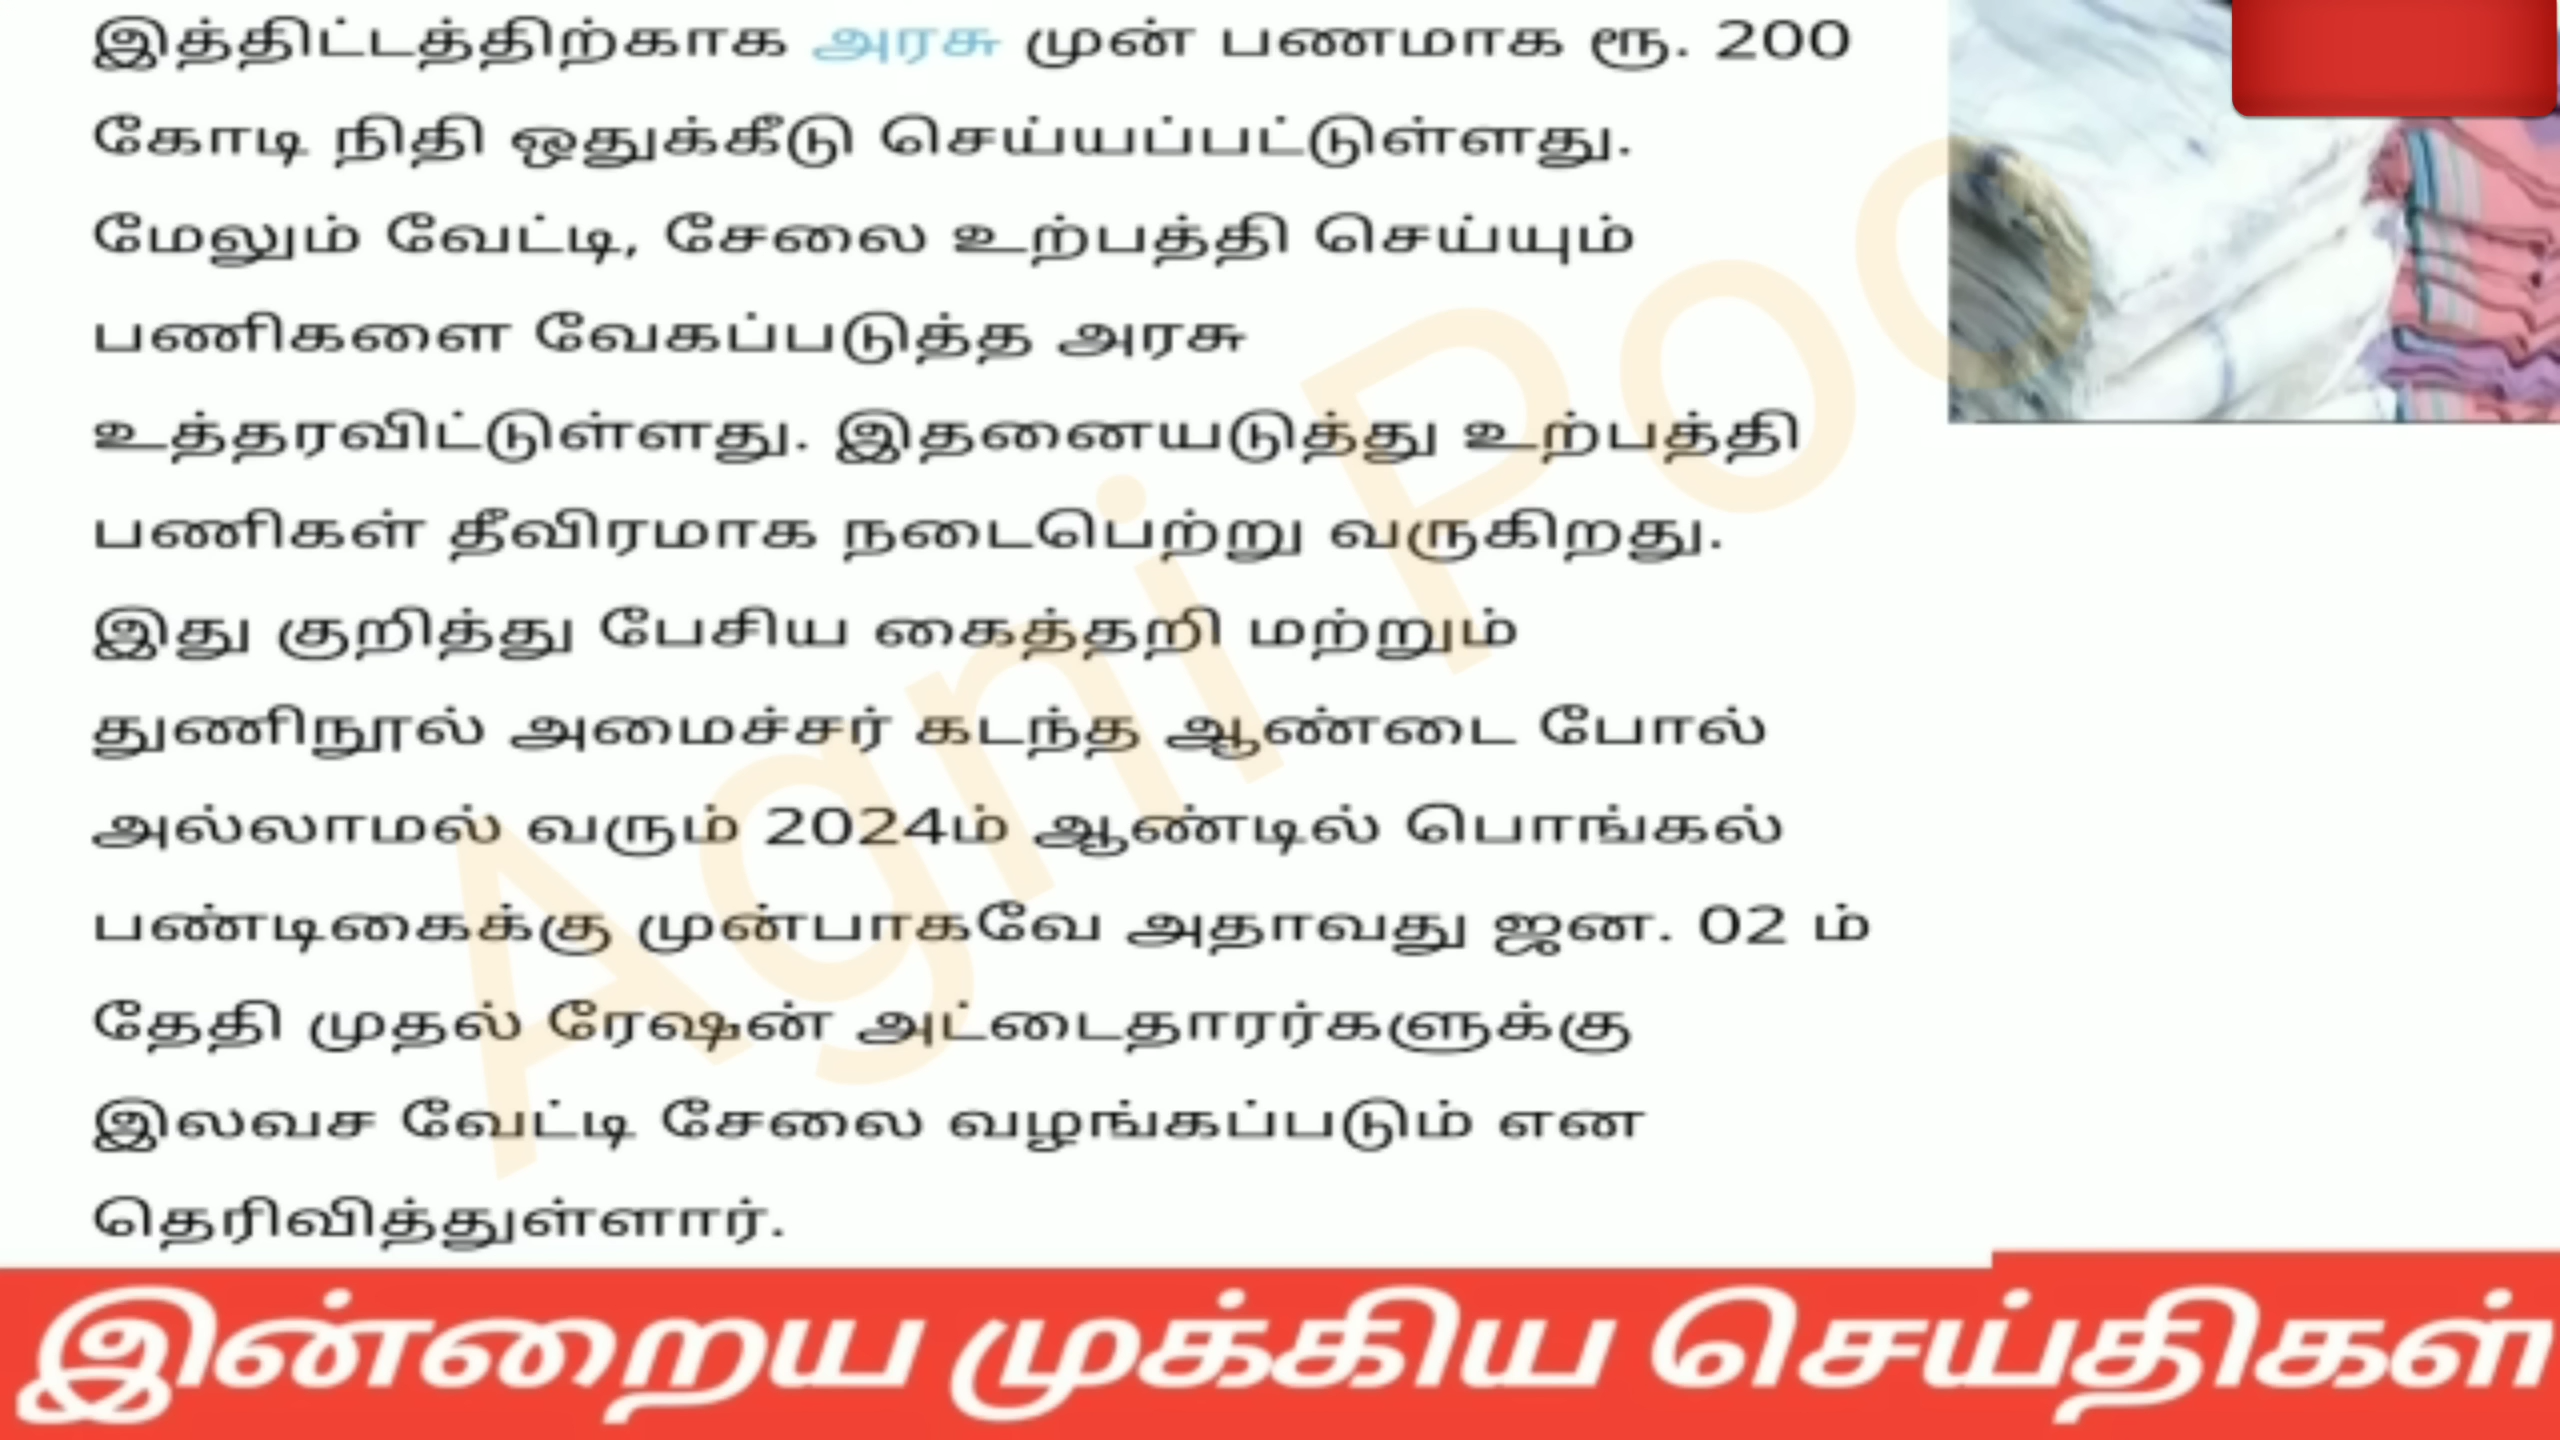 இத்திட்டத்திற்காக அரசு முன் பணமாக ரூ. 200
கோடி நிதி ஒதுக்கீடு செய்யப்பட்டுள்ளது.
மேலும் வேட்டி, சேலை உற்பத்தி செய்யும்
பணிகளை வேகப்படுத்த அரசு
உத்தரவிட்டுள்ளது. இதனையடுத்து உற்பத்தி
பணிகள் தீவிரமாக நடைபெற்று வருகிறது.
இது குறித்து பேசிய கைத்தறி மற்றும்
துணிநூல் அமைச்சர் கடந்த ஆண்டை போல்
அல்லாமல் வரும் 2024ம் ஆண்டில் பொங்கல்
பண்டிகைக்கு முன்பாகவே அதாவது ஜன. 02 ம்
தேதி முதல் ரேஷன் அட்டைதாரர்களுக்கு
இலவச வேட்டி சேலை வழங்கப்படும் என
தெரிவித்துள்ளார்.
Agni Poo
இன்றைய முக்கிய செய்திகள்